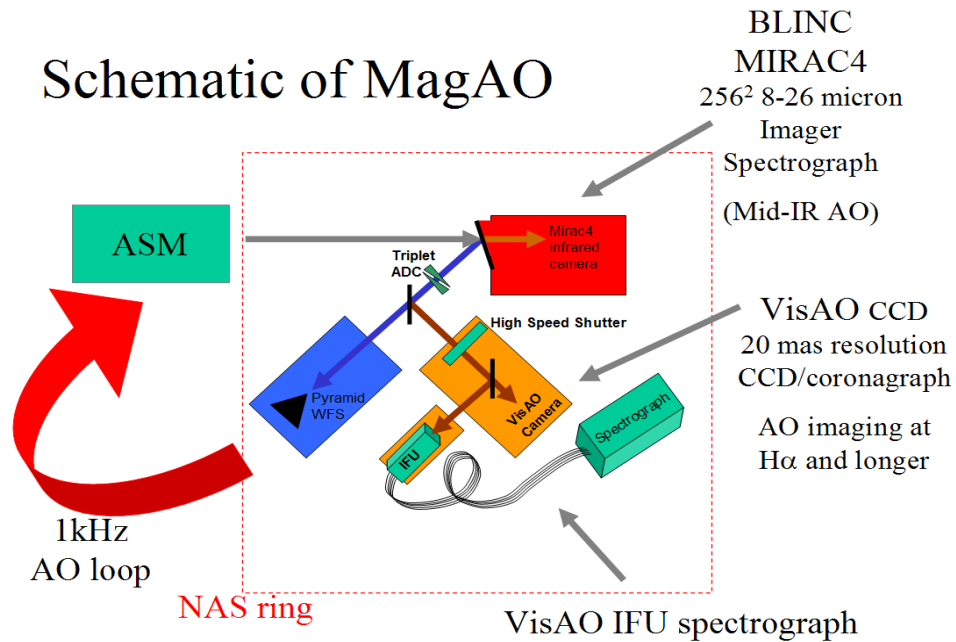 Schematic of MagAO
BLINC
MIRAC4
256² 8-26 micron
Imager
Spectrograph
(Mid-IR AO)
ASM
Mirac4
infrared
camera
Triplet
ADC
High Speed Shutter
VisAO CCD
20 mas resolution
CCD/coronagraph
AO imaging at
Hα and longer
Pyramid
WFS
VisAO
Camera
IFU
Spectrograph
1kHz
AO loop
NAS ring
VisAO IFU spectrograph